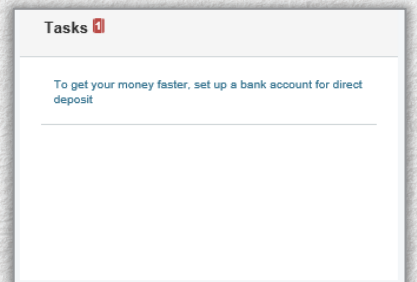 Tasks 1
To get your money faster, set up a bank account for direct
deposit